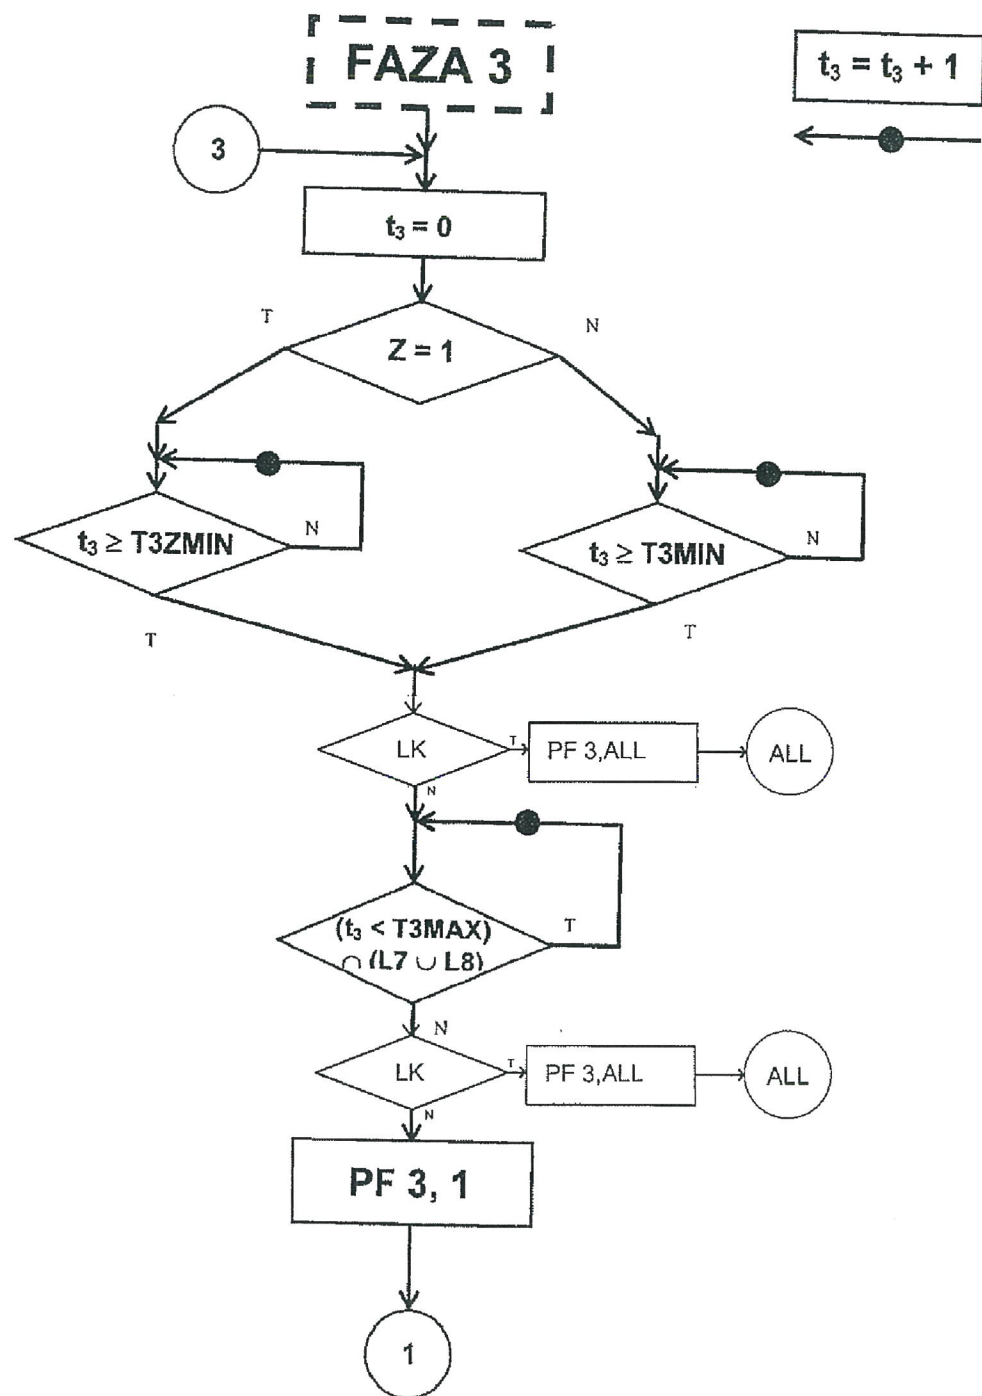 FAZA 3
t₃ = t₃ + 1
3
t₃ = 0
T
N
Z = 1
t₃ ≥ T3ZMIN
N
t₃ ≥ T3MIN
N
T
T
LK
T
PF 3,ALL
ALL
N
(t₃ < T3MAX)
∩ (L7 ∪ L8)
T
N
LK
T
PF 3,ALL
ALL
N
PF 3, 1
1